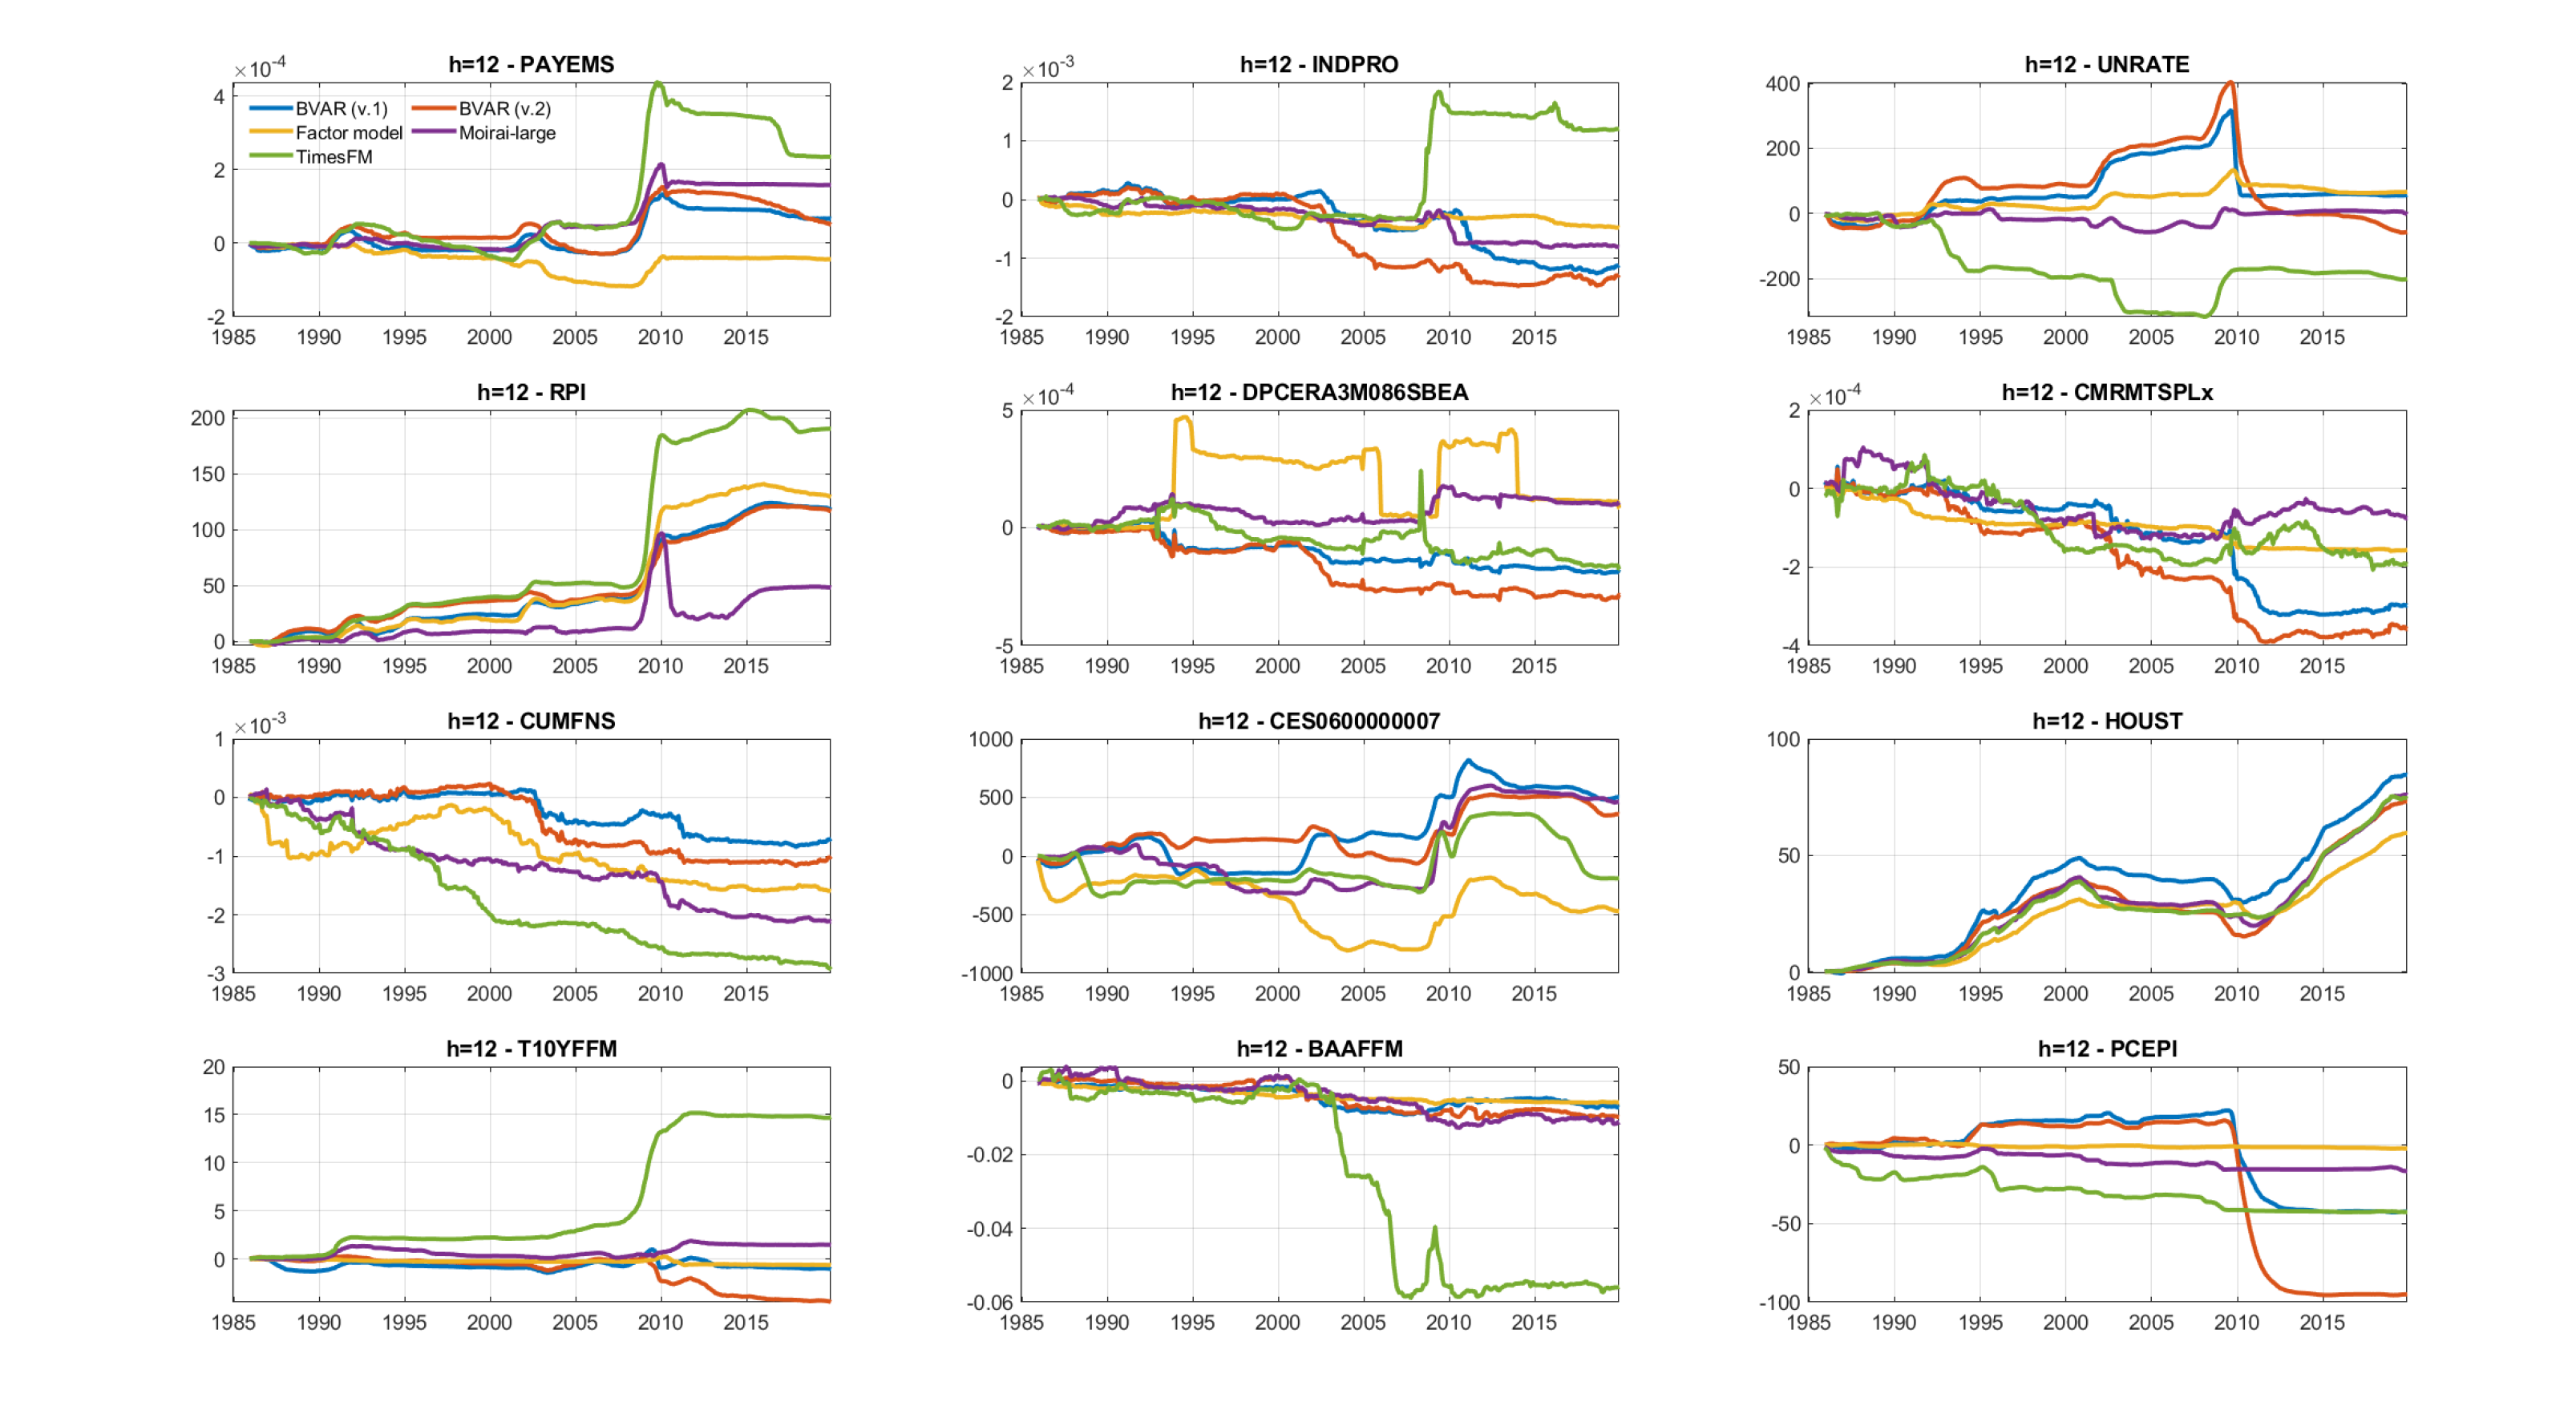 h=12 - PAYEMS
×10-4
4
2
0
-2
1985 1990 1995 2000 2005 2010 2015
BVAR (v.1) BVAR (v.2)
Factor model Moirai-large
TimesFM
h=12 - INDPRO
×10-3
2
1
0
-1
-2
1985 1990 1995 2000 2005 2010 2015
h=12 - UNRATE
400
200
0
-200
1985 1990 1995 2000 2005 2010 2015
h=12 - RPI
200
150
100
50
0
1985 1990 1995 2000 2005 2010 2015
h=12 - DPCERA3M086SBEA
×10-4
5
0
-5
1985 1990 1995 2000 2005 2010 2015
h=12 - CMRMTSPLx
×10-4
2
0
-2
-4
1985 1990 1995 2000 2005 2010 2015
h=12 - CUMFNS
×10-3
1
0
-1
-2
-3
1985 1990 1995 2000 2005 2010 2015
h=12 - CES0600000007
1000
500
0
-500
-1000
1985 1990 1995 2000 2005 2010 2015
h=12 - HOUST
100
50
0
1985 1990 1995 2000 2005 2010 2015
h=12 - T10YFFM
20
15
10
5
0
1985 1990 1995 2000 2005 2010 2015
h=12 - BAAFFM
0
-0.02
-0.04
-0.06
1985 1990 1995 2000 2005 2010 2015
h=12 - PCEPI
50
0
-50
-100
1985 1990 1995 2000 2005 2010 2015